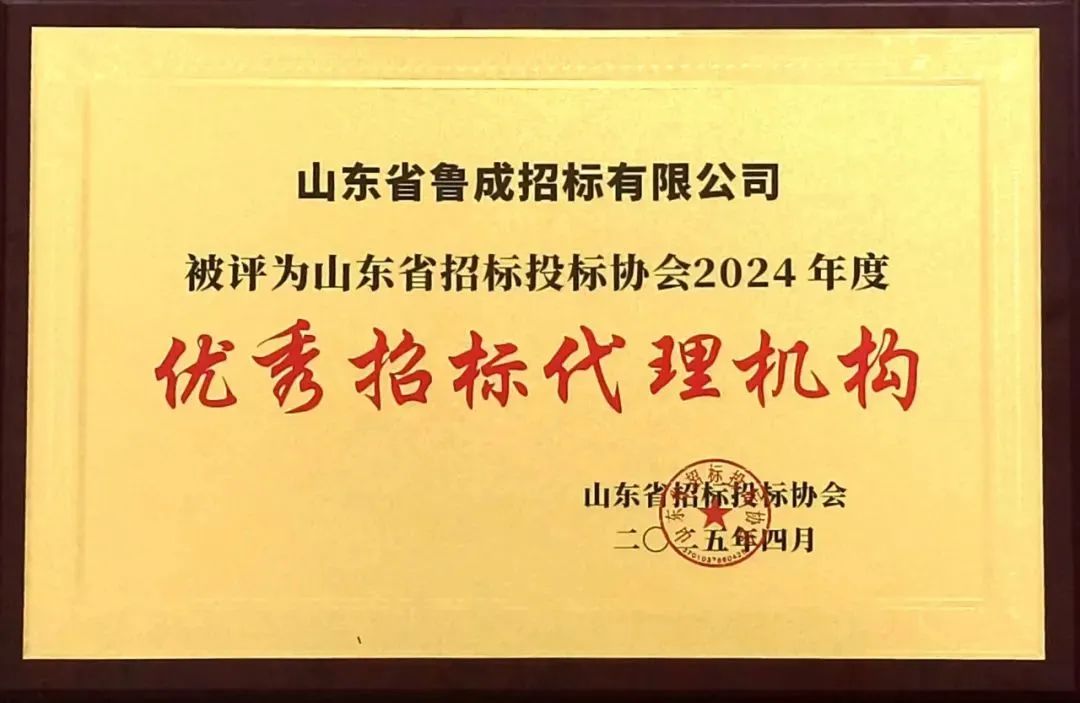 山东省鲁成招标有限公司
被评为山东省招标投标协会2024年度
优秀招标代理机构
山东省招标投标协会
二〇二五年四月